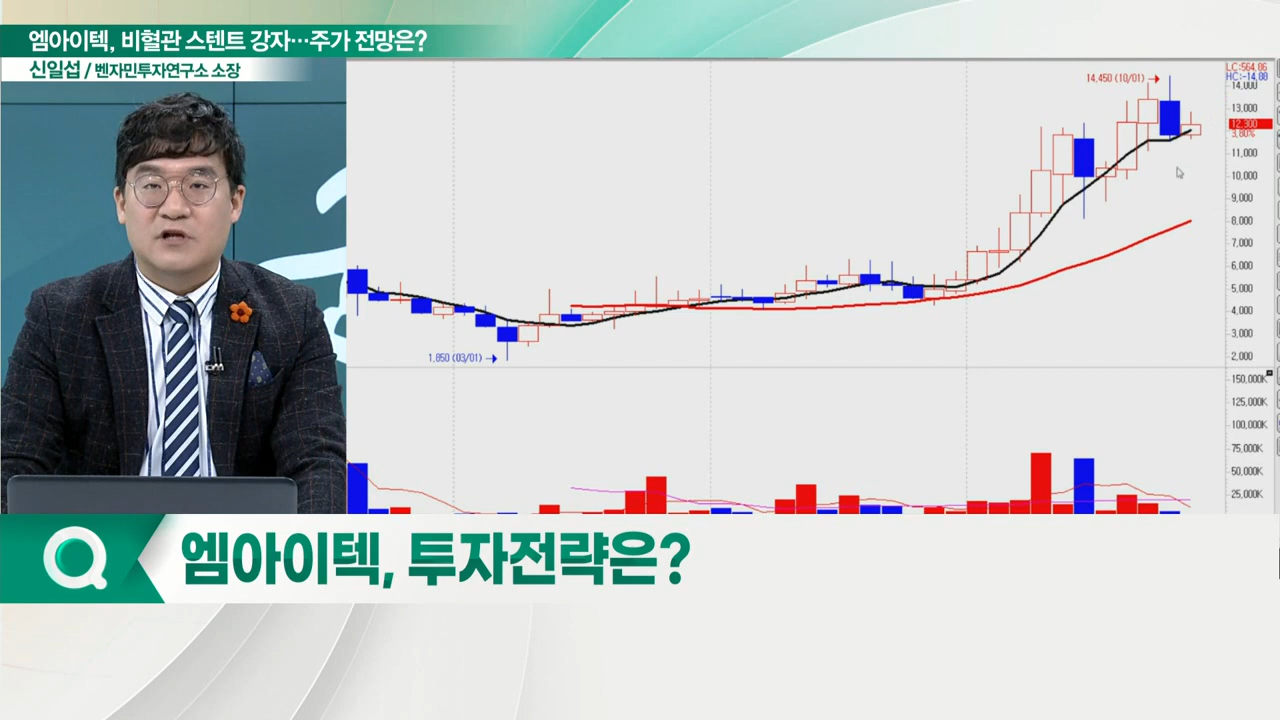 엠아이텍, 비혈관 스텐트 강자…주가 전망은?
신일섭 / 벤자민투자연구소 소장
LC:564.86
HC:-14.88
14,450 (10/01)
14,000
13,000
12,300
3.80%
11,000
10,000
9,000
8,000
7,000
6,000
5,000
4,000
3,000
1,850 (03/01)
2,000
150,000K
125,000K
100,000K
75,000K
50,000K
25,000K
Q
엠아이텍, 투자전략은?